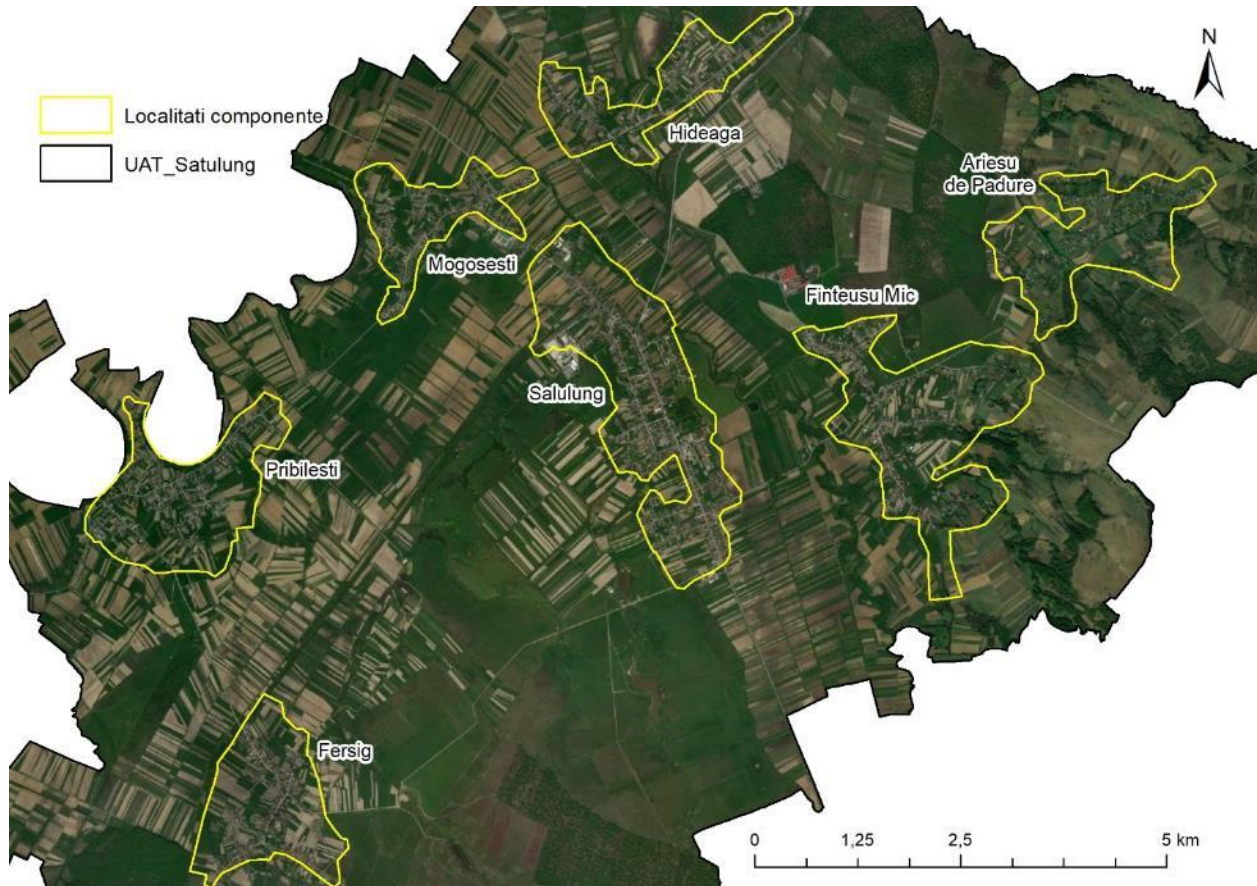 N
Localitati componente
UAT_Satulung
Hideaga
Ariesu
de Padure
Mogosesti
Finteusu Mic
Salulung
Pribilesti
Fersig
0 1,25 2,5 5 km